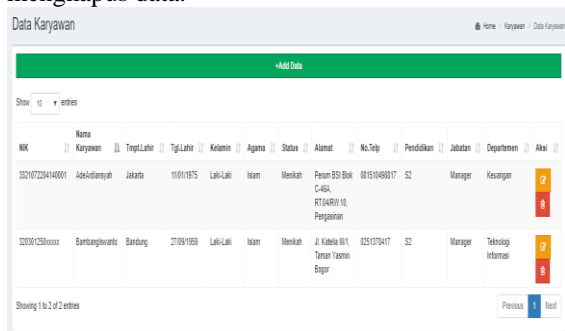 menghapus data.
Data Karyawan
Home > Karyawan > Data Karyawan
+Add Data
Show 10 entries
NIK Nama Karyawan Tmpt.Lahir Tgl.Lahir Kelamin Agama Status Alamat No.Telp Pendidikan Jabatan Departemen Aksi
3321072204140001 AdeArdiansyah Jakarta 11/01/1975 Laki-Laki Islam Menikah Perum BSI Blok 081510498817 S2 Manager Keuangan
C-46A,
RT.04/RW.10,
Pengasinan
320301250xxxxx BambangIswanto Bandung 27/09/1959 Laki-Laki Islam Menikah Jl. Katelia III/1, 0251378417 S2 Manager Teknologi
Taman Yasmin Informasi
Bogor
Showing 1 to 2 of 2 entries
Previous 1 Next